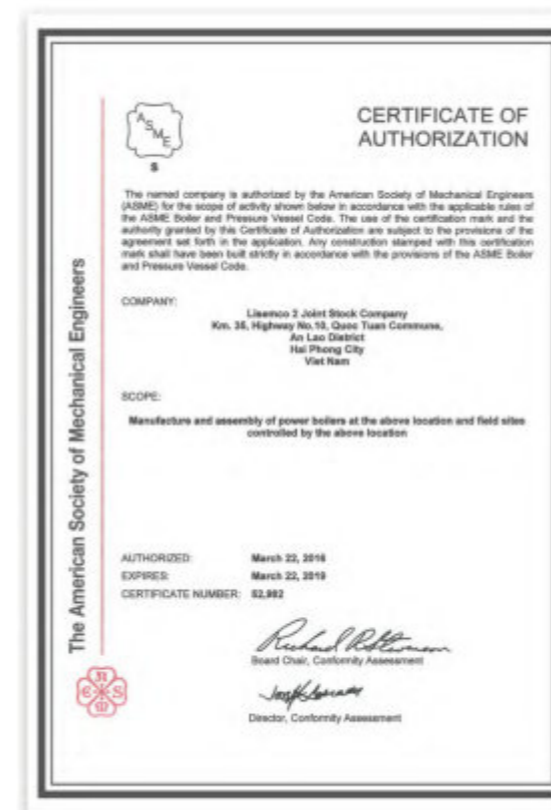 ASME
S
CERTIFICATE OF
AUTHORIZATION
The named company is authorized by the American Society of Mechanical Engineers
(ASME) for the scope of activity shown below in accordance with the applicable rules of
the ASME Boiler and Pressure Vessel Code. The use of the certification mark and the
authority granted by this Certificate of Authorization are subject to the provisions of the
agreement set forth in the application. Any construction stamped with this certification
mark shall have been built strictly in accordance with the provisions of the ASME Boiler
and Pressure Vessel Code.
COMPANY:
Lisemco 2 Joint Stock Company
Km. 35, Highway No.10, Quoc Tuan Commune,
An Lao District
Hai Phong City
Viet Nam
SCOPE:
Manufacture and assembly of power boilers at the above location and field sites
controlled by the above location
AUTHORIZED: March 22, 2016
EXPIRES: March 22, 2019
CERTIFICATE NUMBER: 52,982
Board Chair, Conformity Assessment
Director, Conformity Assessment
The American Society of Mechanical Engineers